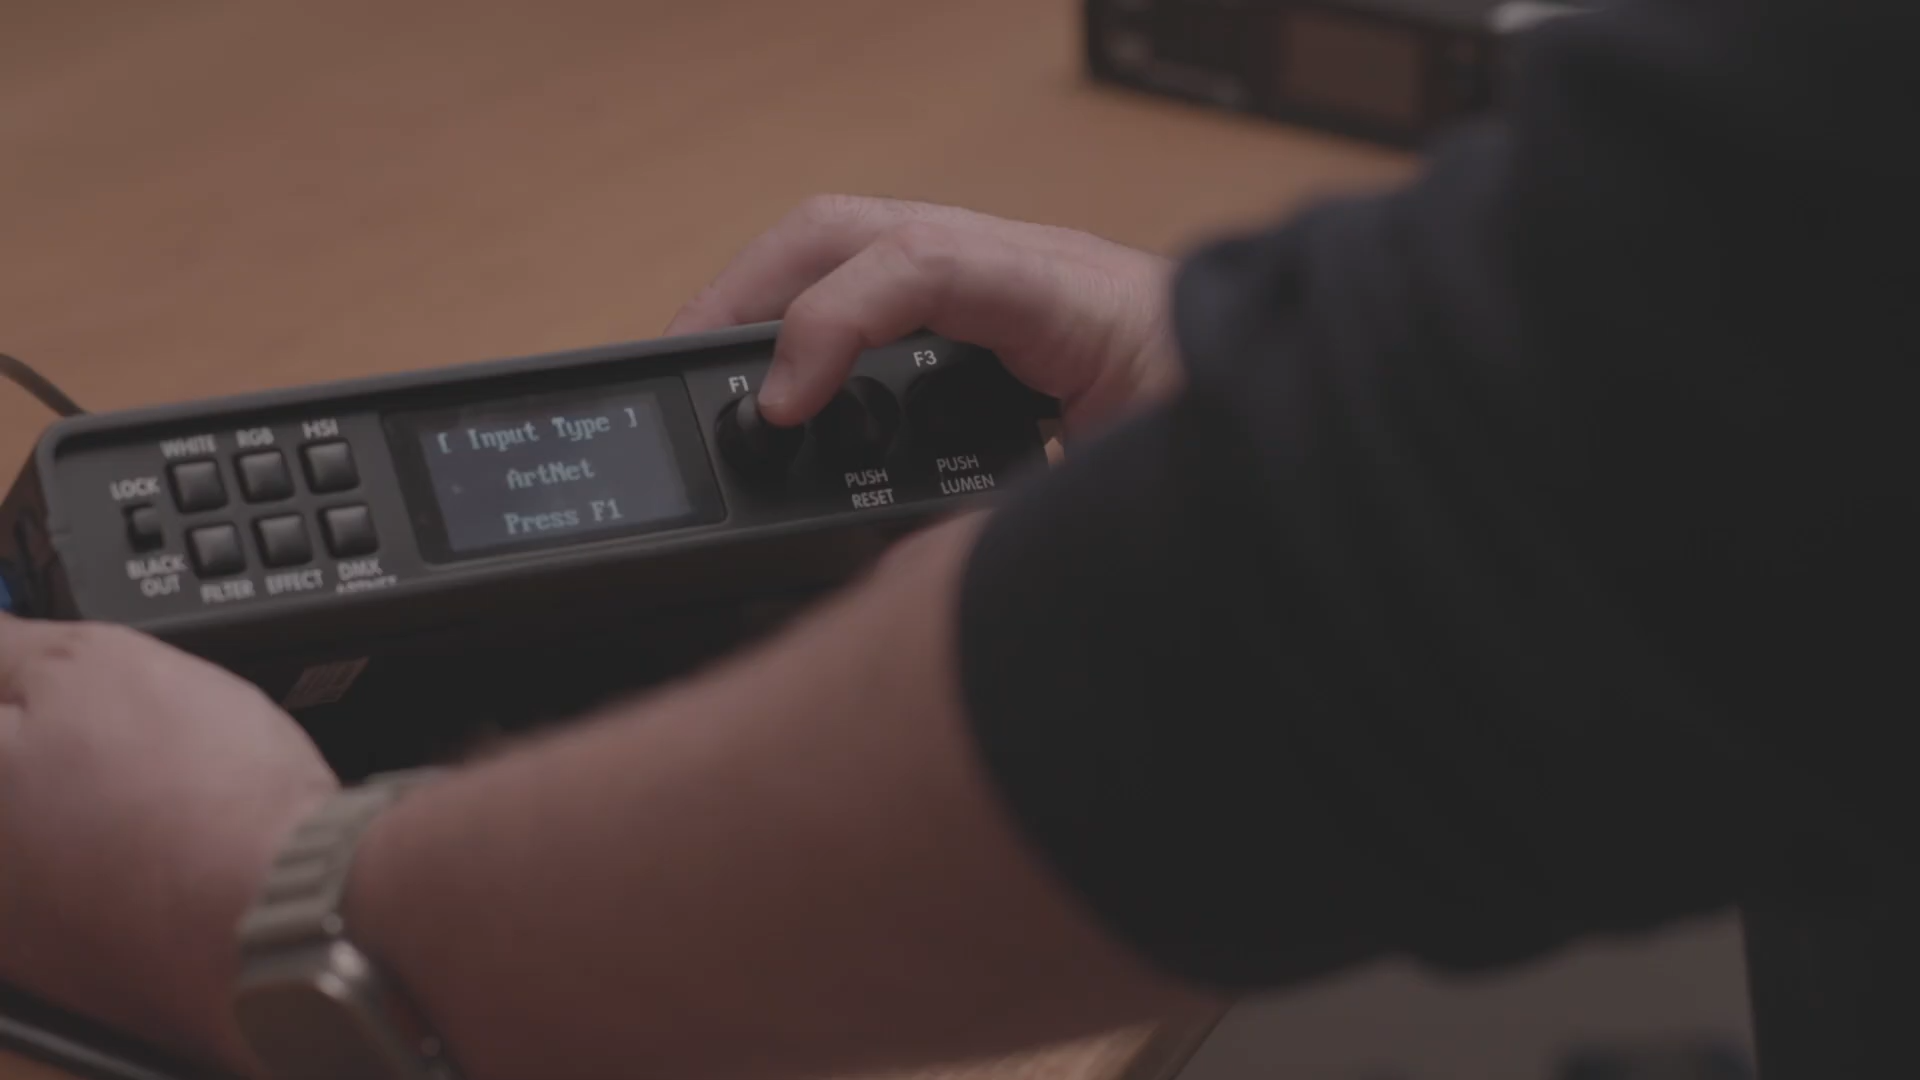 WHITE RGB HSI
LOCK
BLACK
OUT
FILTER EFFECT DMX
ARTNET
[ Input Type ]
ArtNet
Press F1
F1
F3
PUSH
RESET
PUSH
LUMEN